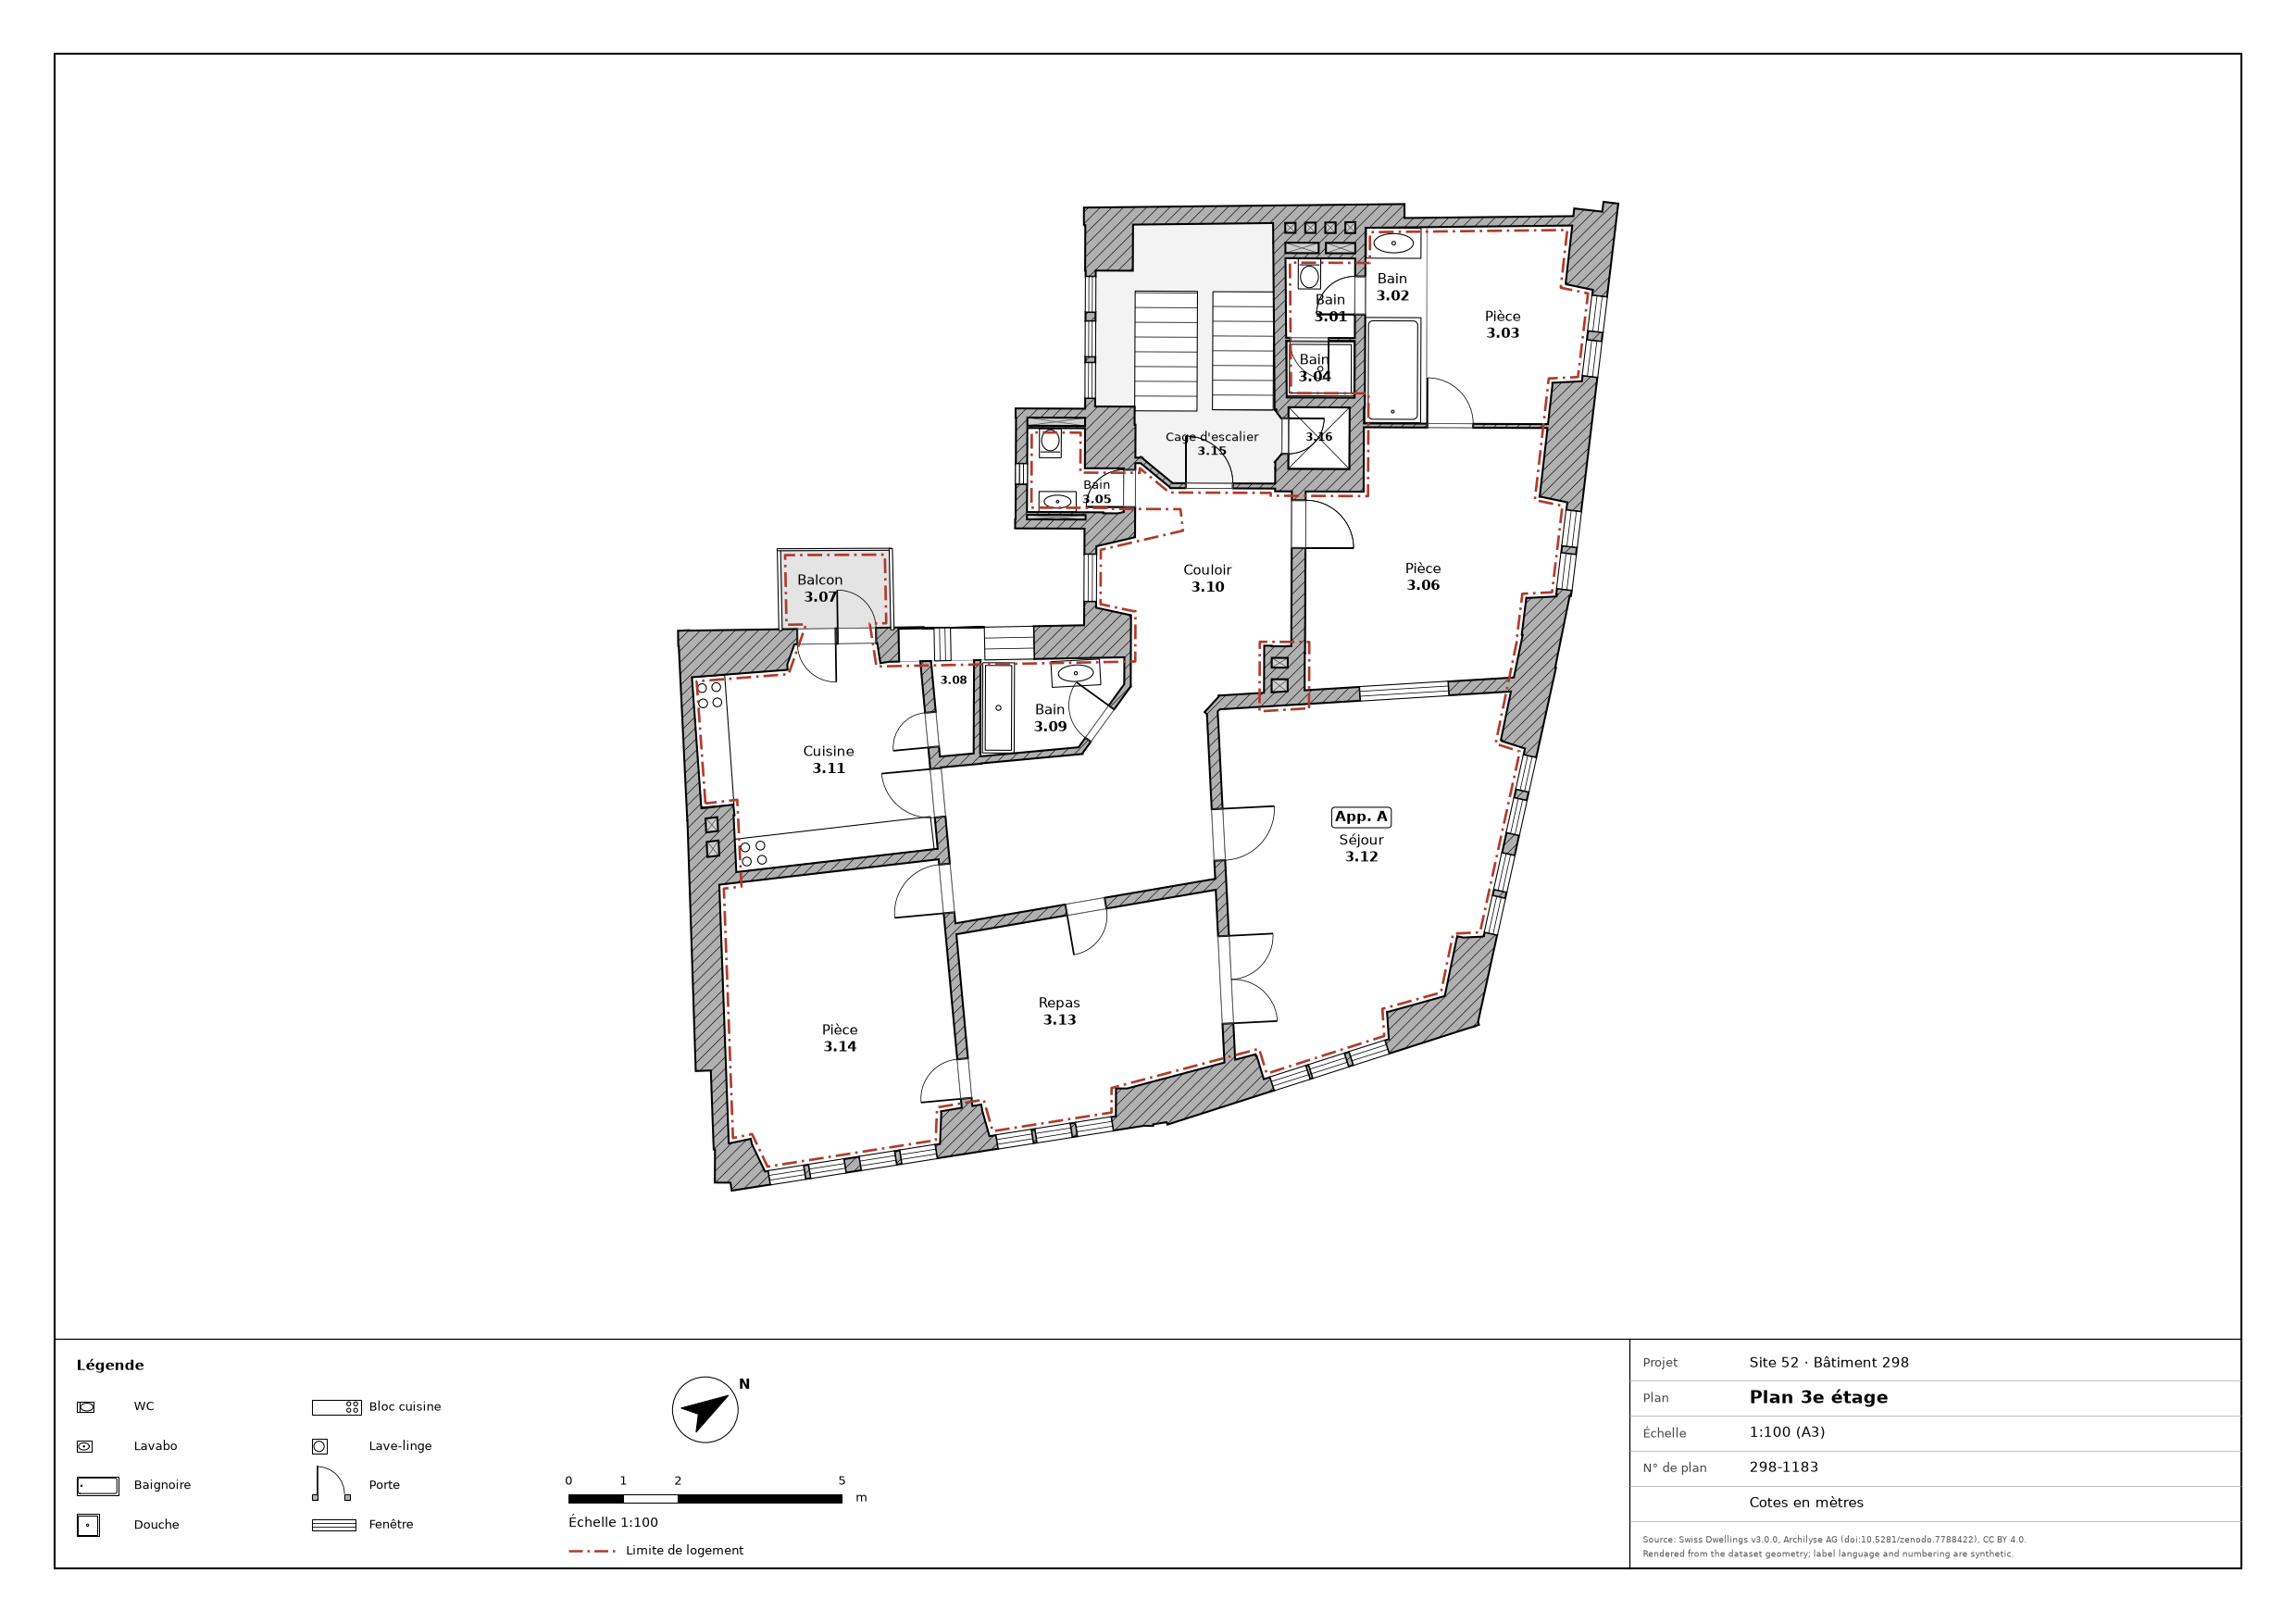 Bain
3.02
Bain
3.01
Pièce
3.03
Bain
3.04
Cage d'escalier
3.15
3.16
Bain
3.05
Couloir
3.10
Pièce
3.06
Balcon
3.07
3.08
Bain
3.09
Cuisine
3.11
App. A
Séjour
3.12
Repas
3.13
Pièce
3.14
Légende
WC
Lavabo
Baignoire
Douche
Bloc cuisine
Lave-linge
Porte
Fenêtre
N
0 1 2 5
m
Échelle 1:100
Limite de logement
Projet Site 52 · Bâtiment 298
Plan Plan 3e étage
Échelle 1:100 (A3)
N° de plan 298-1183
Cotes en mètres
Source: Swiss Dwellings v3.0.0, Archilyse AG (doi:10.5281/zenodo.7788422), CC BY 4.0.
Rendered from the dataset geometry; label language and numbering are synthetic.